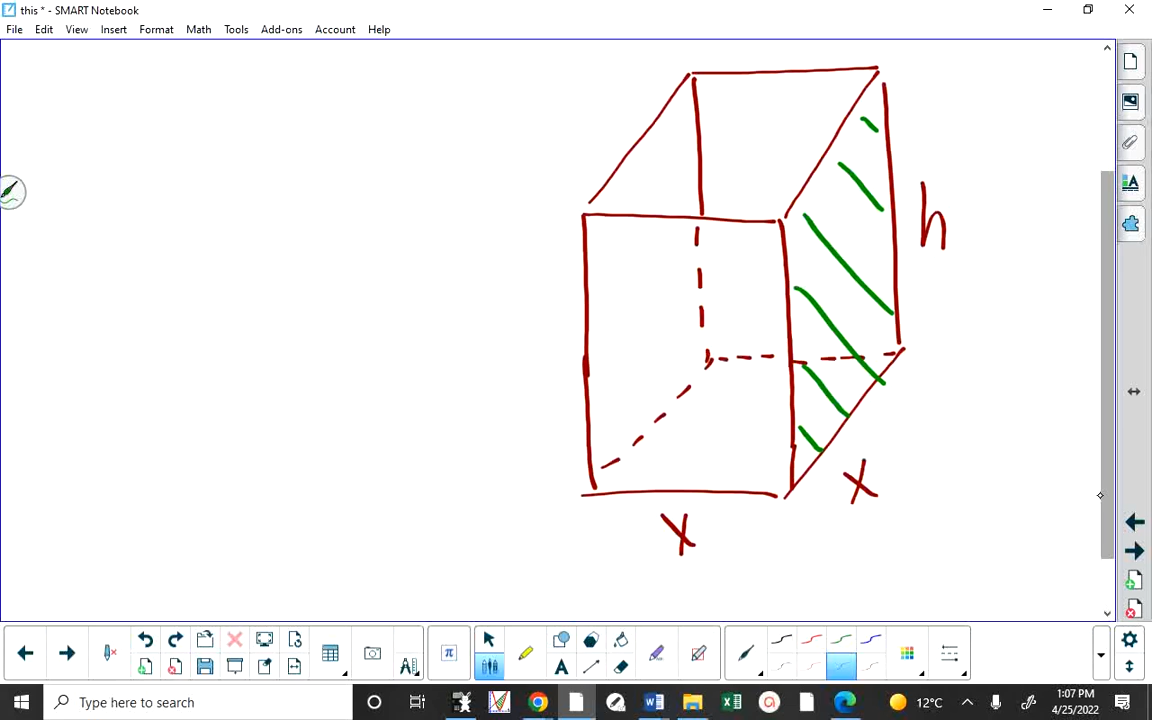 this * - SMART Notebook
File Edit View Insert Format Math Tools Add-ons Account Help
h
x
x
π
A
Type here to search
12°C
1:07 PM
4/25/2022